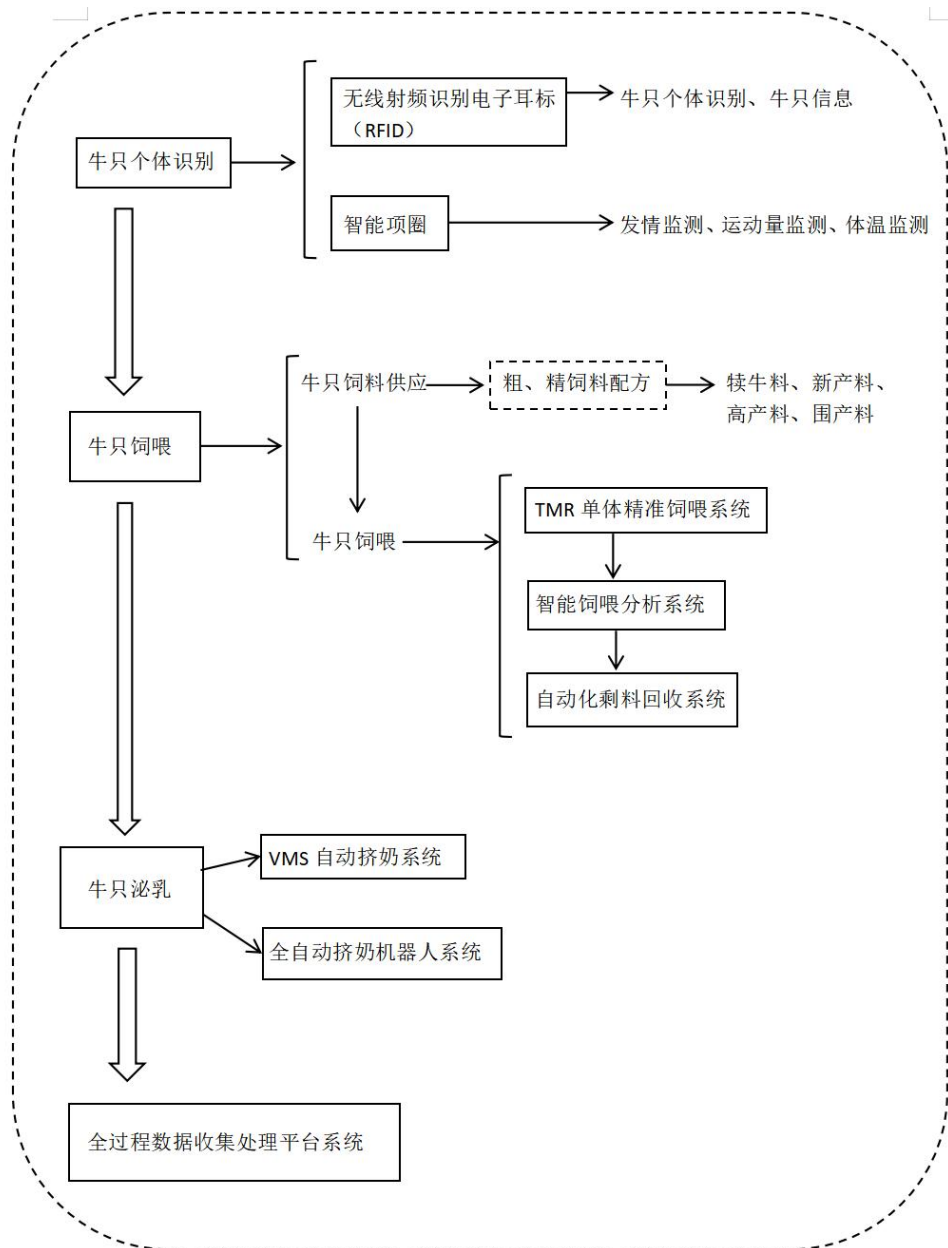 无线射频识别电子耳标
（RFID）
牛只个体识别、牛只信息
牛只个体识别
智能项圈
发情监测、运动量监测、体温监测
牛只饲料供应
粗、精饲料配方
犊牛料、新产料、
高产料、围产料
牛只饲喂
牛只饲喂
TMR 单体精准饲喂系统
智能饲喂分析系统
自动化剩料回收系统
VMS 自动挤奶系统
牛只泌乳
全自动挤奶机器人系统
全过程数据收集处理平台系统